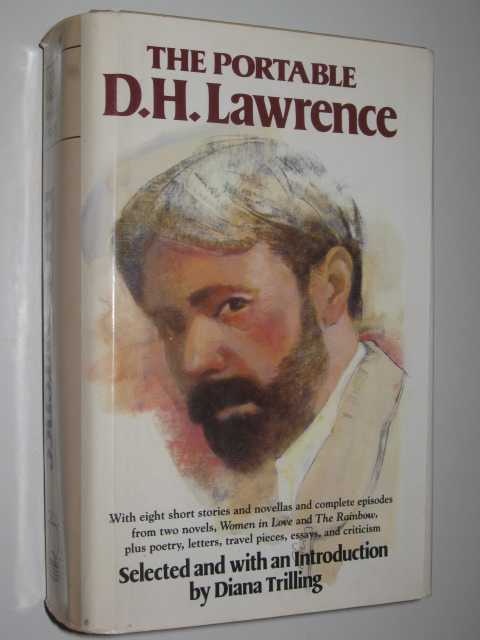 THE PORTABLE
D.H. Lawrence
With eight short stories and novellas and complete episodes
from two novels, Women in Love and The Rainbow,
plus poetry, letters, travel pieces, essays, and criticism
Selected and with an Introduction
by Diana Trilling